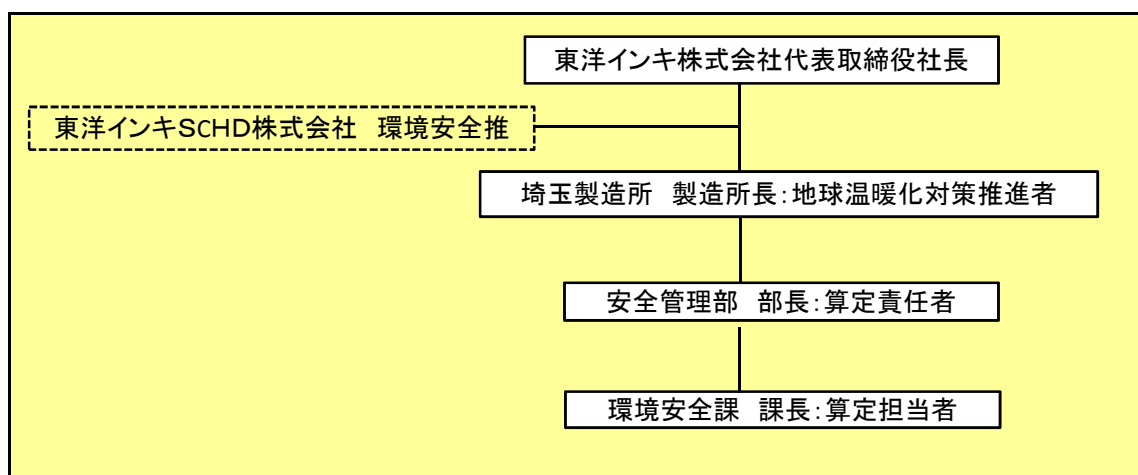 東洋インキ株式会社代表取締役社長
東洋インキSCHD株式会社　環境安全推
埼玉製造所　製造所長：地球温暖化対策推進者
安全管理部　部長：算定責任者
環境安全課　課長：算定担当者